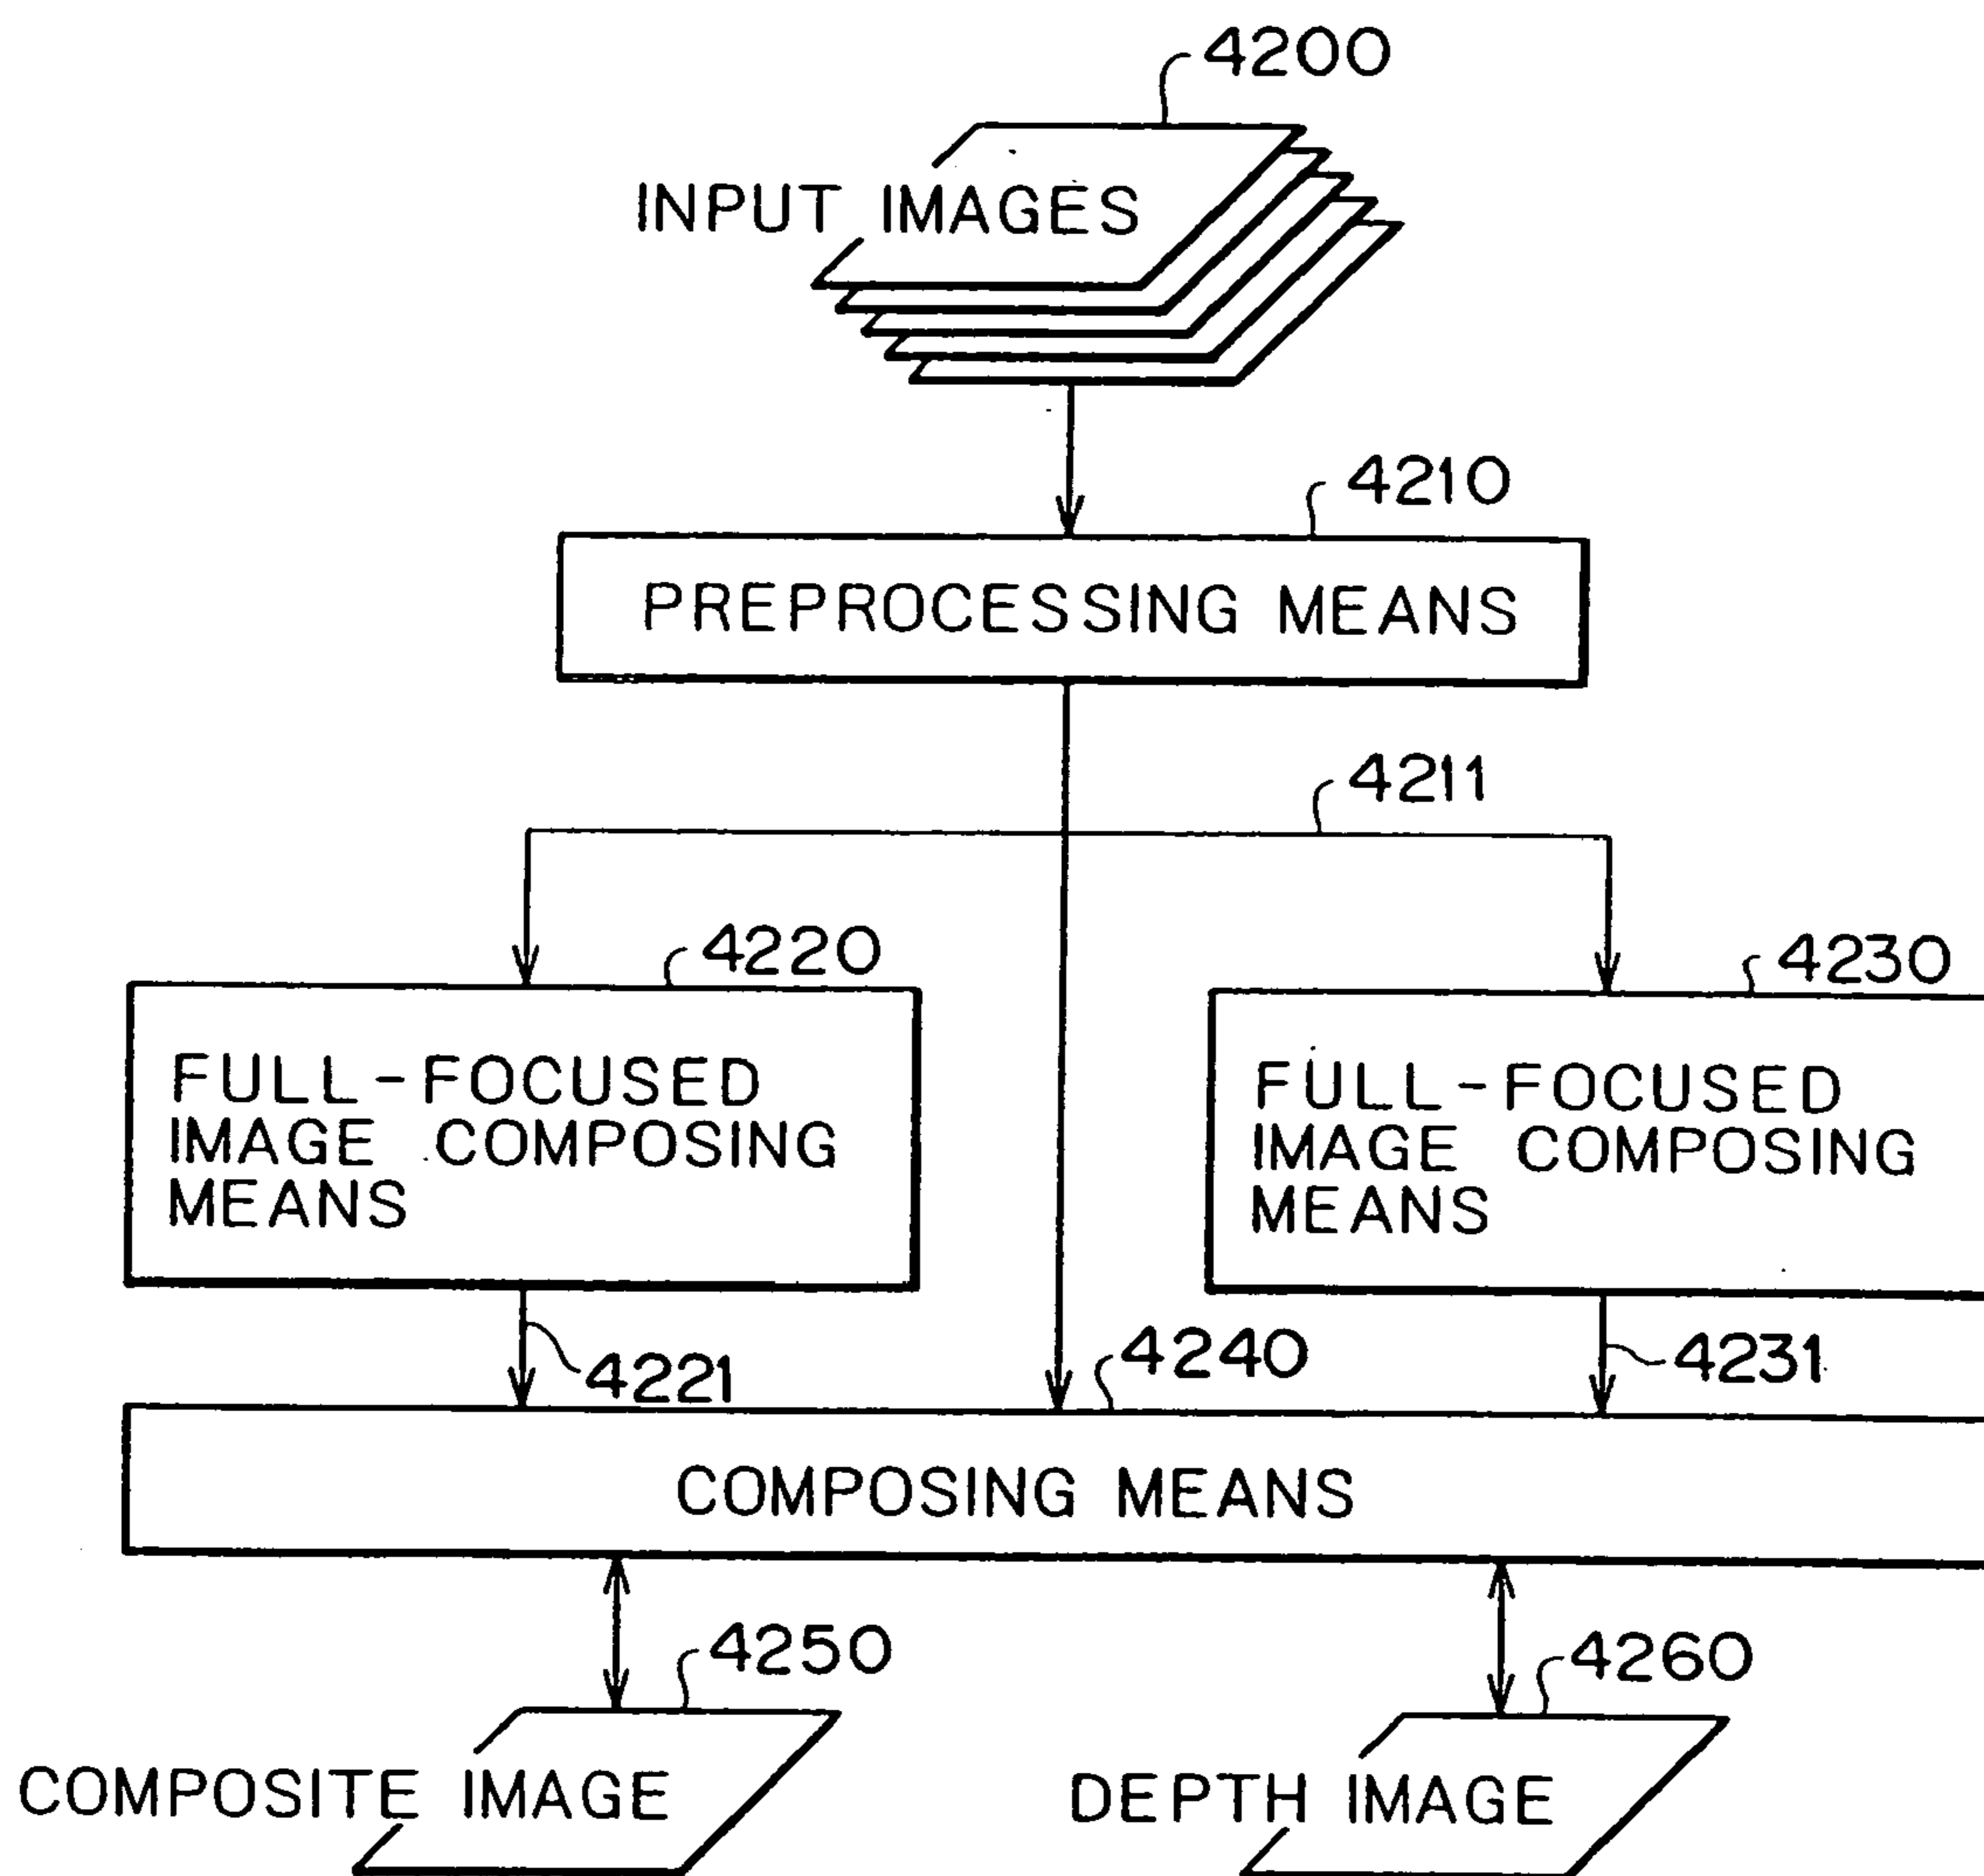 4200
INPUT IMAGES
4210
PREPROCESSING MEANS
4211
4220
4230
FULL-FOCUSED
IMAGE COMPOSING
MEANS
FULL-FOCUSED
IMAGE COMPOSING
MEANS
4221
4240
4231
COMPOSING MEANS
4250
4260
COMPOSITE IMAGE
DEPTH IMAGE